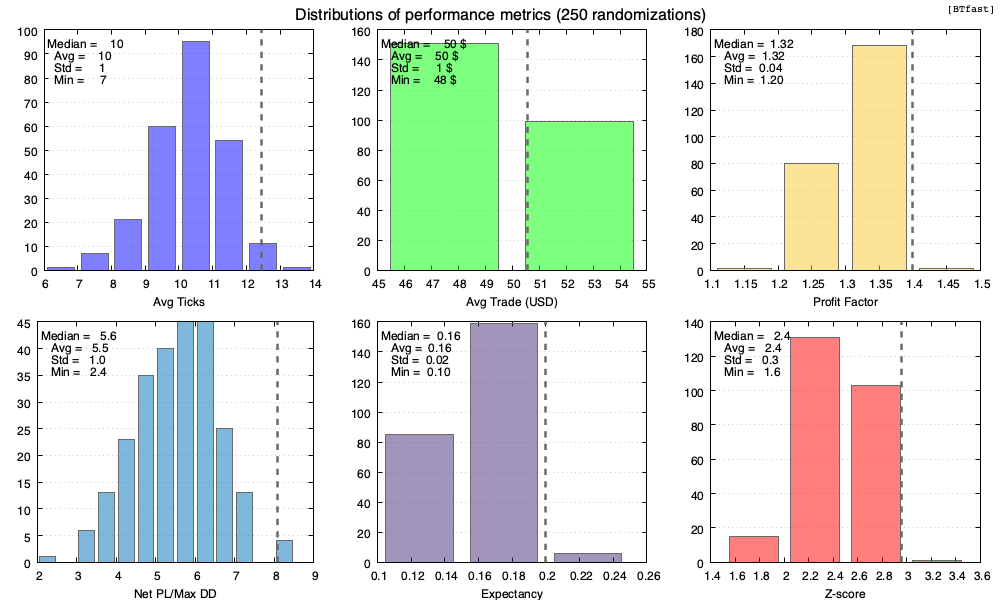 Distributions of performance metrics (250 randomizations)
[BTfast]
100
90
80
70
60
50
40
30
20
10
0
Median = 10
Avg = 10
Std = 1
Min = 7
6 7 8 9 10 11 12 13 14
Avg Ticks
160
140
120
100
80
60
40
20
0
Median = 50 $
Avg = 50 $
Std = 1 $
Min = 48 $
45 46 47 48 49 50 51 52 53 54 55
Avg Trade (USD)
180
160
140
120
100
80
60
40
20
0
Median = 1.32
Avg = 1.32
Std = 0.04
Min = 1.20
1.1 1.15 1.2 1.25 1.3 1.35 1.4 1.45 1.5
Profit Factor
45
40
35
30
25
20
15
10
5
0
Median = 5.6
Avg = 5.5
Std = 1.0
Min = 2.4
2 3 4 5 6 7 8 9
Net PL/Max DD
160
140
120
100
80
60
40
20
0
Median = 0.16
Avg = 0.16
Std = 0.02
Min = 0.10
0.1 0.12 0.14 0.16 0.18 0.2 0.22 0.24 0.26
Expectancy
140
120
100
80
60
40
20
0
Median = 2.4
Avg = 2.4
Std = 0.3
Min = 1.6
1.4 1.6 1.8 2 2.2 2.4 2.6 2.8 3 3.2 3.4 3.6
Z-score